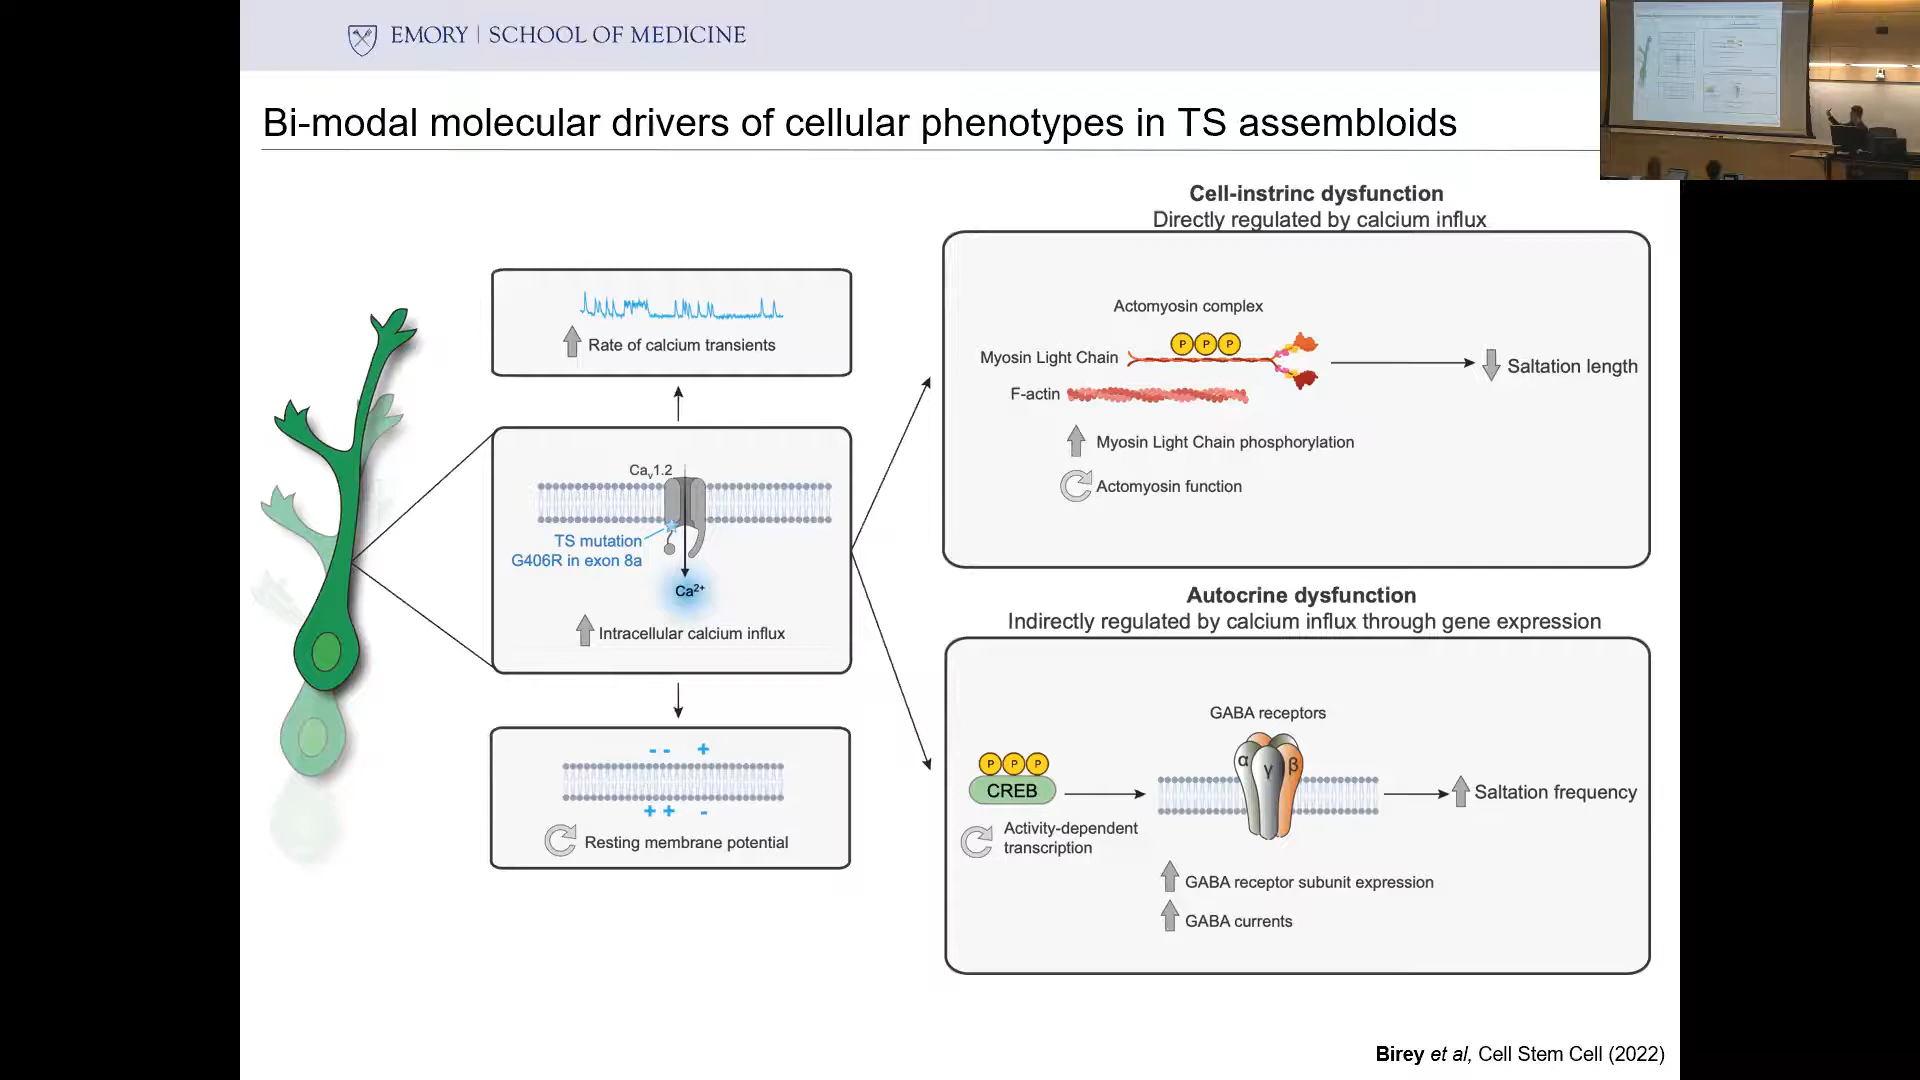 EMORY | SCHOOL OF MEDICINE
Bi-modal molecular drivers of cellular phenotypes in TS assembloids
Rate of calcium transients
Cav1.2
TS mutation
G406R in exon 8a
Ca2+
Intracellular calcium influx
-- +
++ -
Resting membrane potential
Cell-instrinc dysfunction
Directly regulated by calcium influx
Actomyosin complex
P P P
Myosin Light Chain
F-actin
Saltation length
Myosin Light Chain phosphorylation
Actomyosin function
Autocrine dysfunction
Indirectly regulated by calcium influx through gene expression
GABA receptors
P P P
CREB
α γ β
Saltation frequency
Activity-dependent
transcription
GABA receptor subunit expression
GABA currents
Birey et al, Cell Stem Cell (2022)